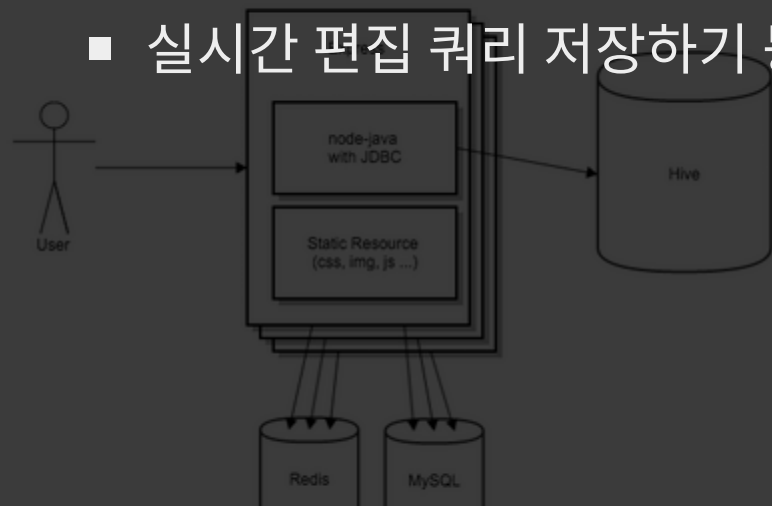 ▪ 실시간 편집 쿼리 저장하기
node-java
with JDBC
Hive
User
Static Resource
(css, img, js ...)
Redis
MySQL